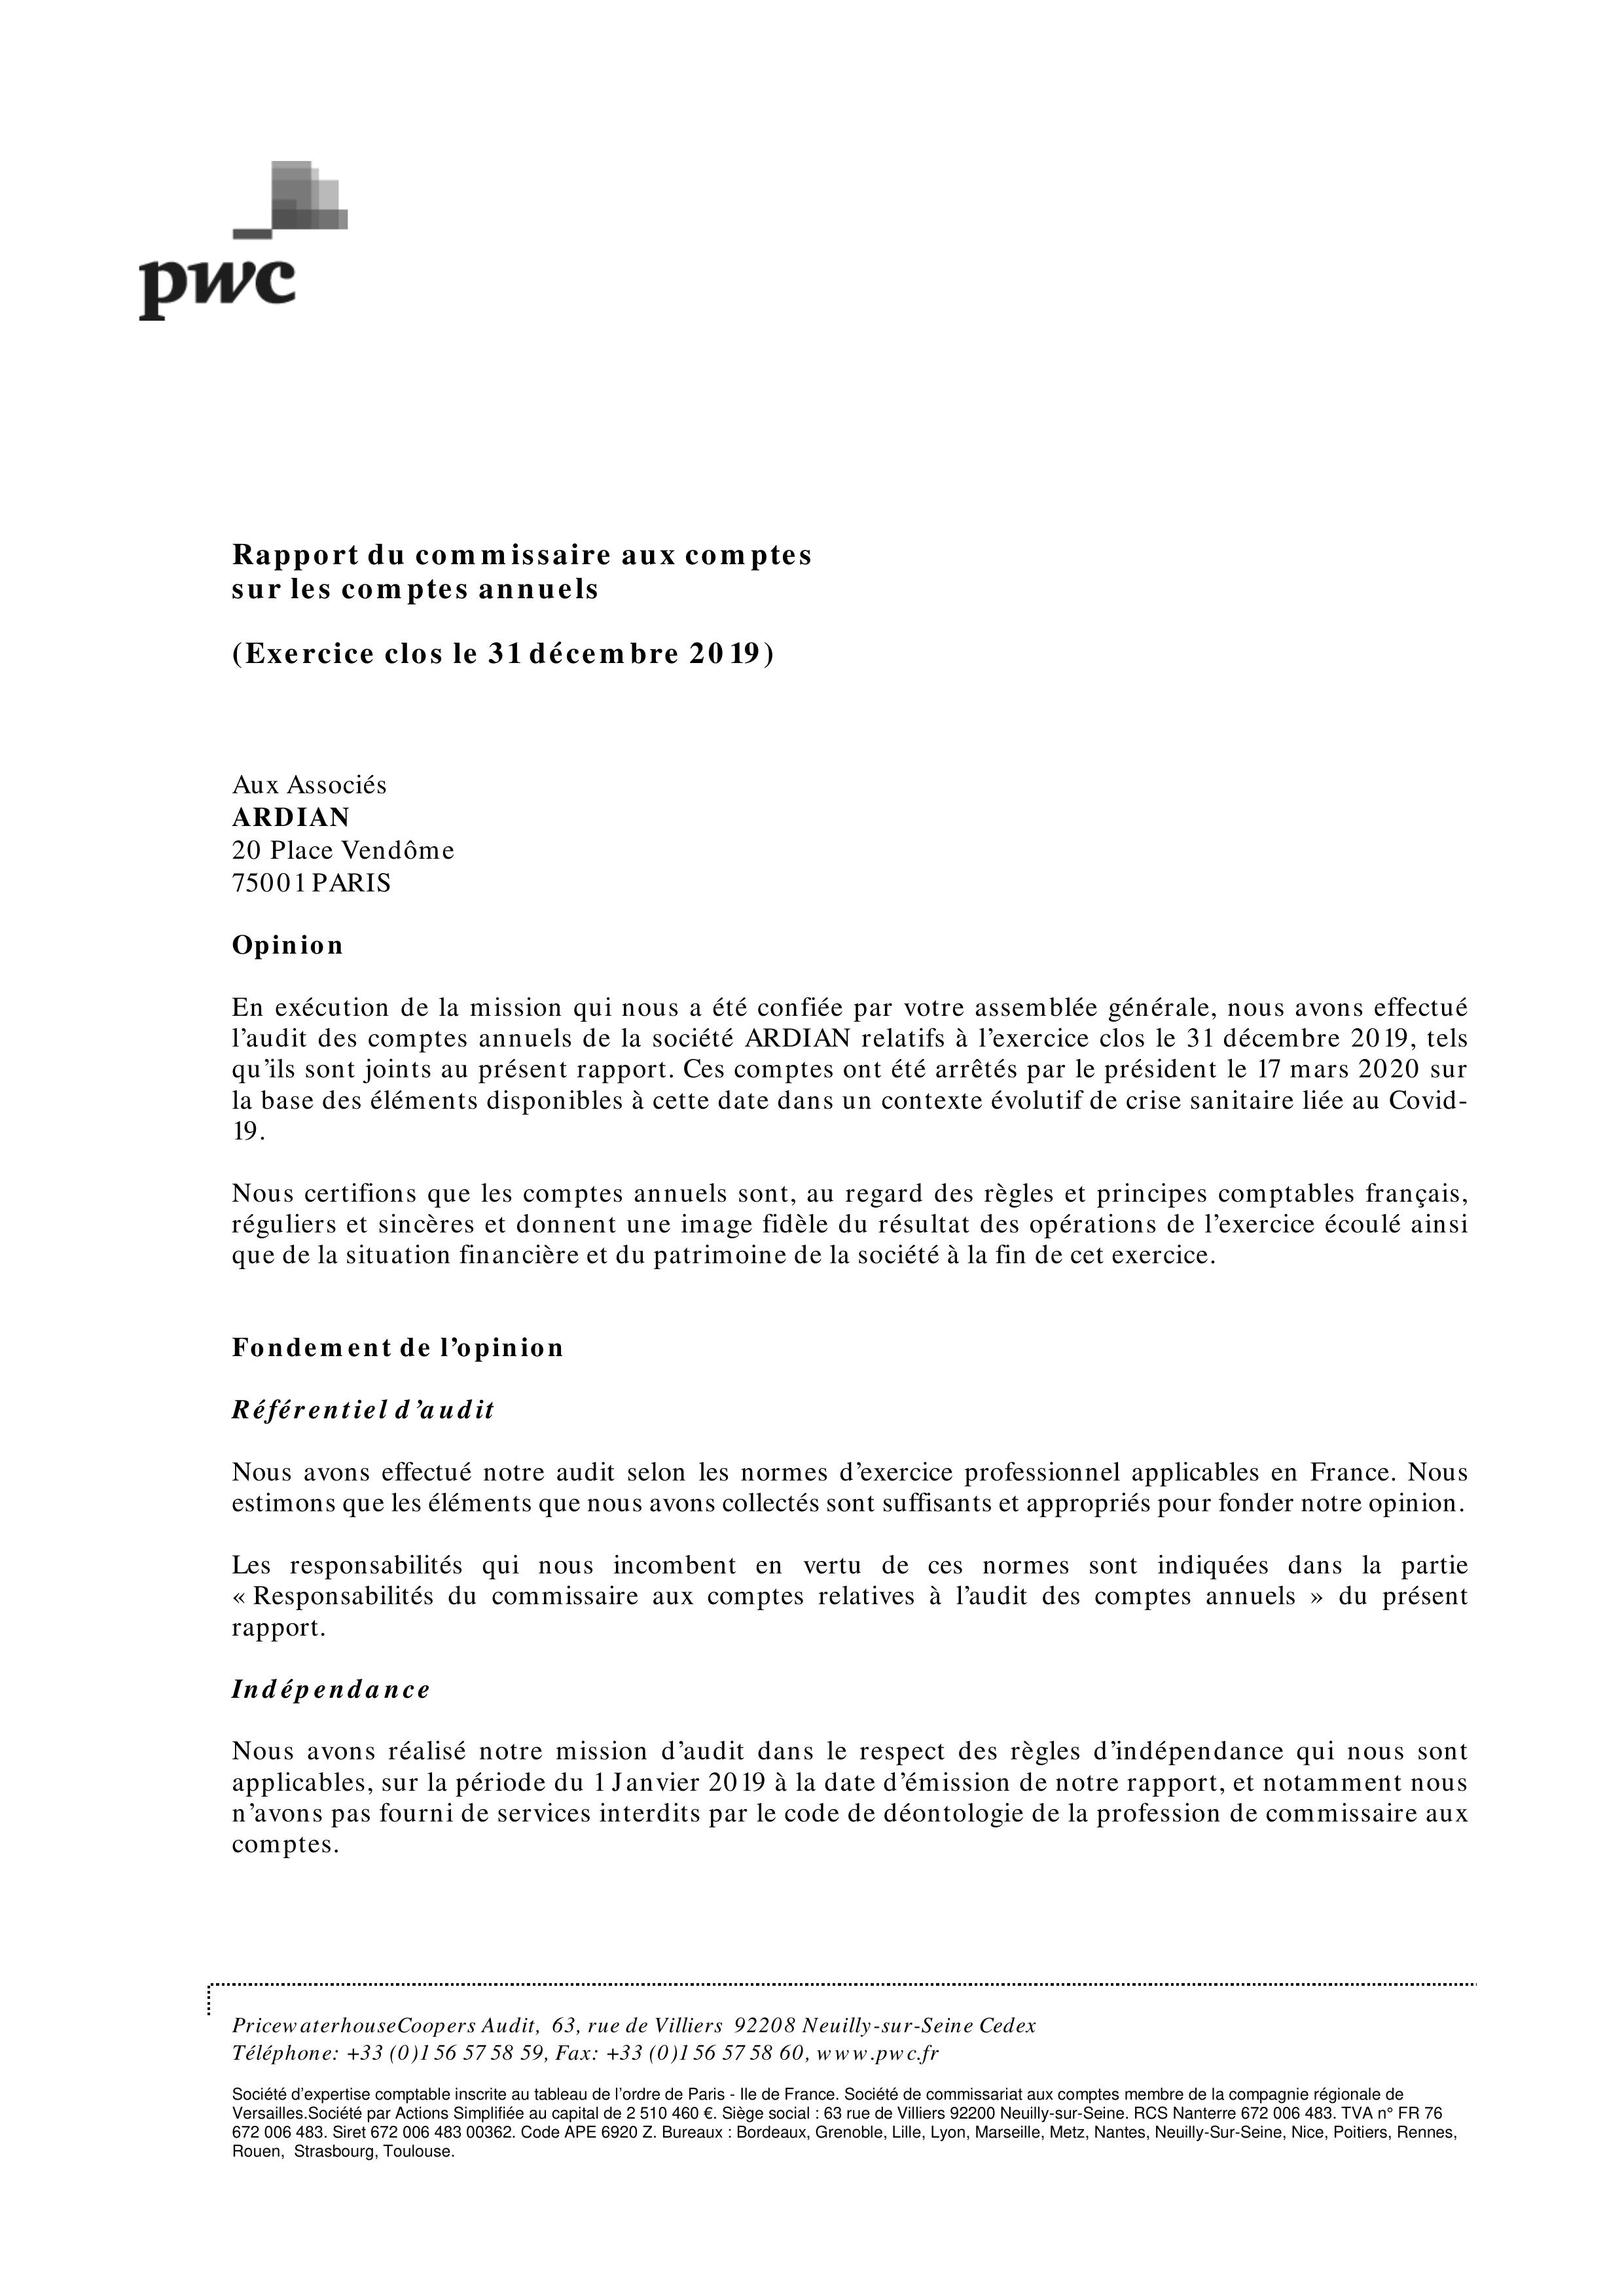 pwc
Rapport du commissaire aux comptes
sur les comptes annuels
(Exercice clos le 31 décembre 2019)
Aux Associés
ARDIAN
20 Place Vendôme
75001 PARIS
Opinion
En exécution de la mission qui nous a été confiée par votre assemblée générale, nous avons effectué
l’audit des comptes annuels de la société ARDIAN relatifs à l’exercice clos le 31 décembre 2019, tels
qu’ils sont joints au présent rapport. Ces comptes ont été arrêtés par le président le 17 mars 2020 sur
la base des éléments disponibles à cette date dans un contexte évolutif de crise sanitaire liée au Covid-
19.
Nous certifions que les comptes annuels sont, au regard des règles et principes comptables français,
réguliers et sincères et donnent une image fidèle du résultat des opérations de l’exercice écoulé ainsi
que de la situation financière et du patrimoine de la société à la fin de cet exercice.
Fondement de l’opinion
Référentiel d’audit
Nous avons effectué notre audit selon les normes d’exercice professionnel applicables en France. Nous
estimons que les éléments que nous avons collectés sont suffisants et appropriés pour fonder notre opinion.
Les responsabilités qui nous incombent en vertu de ces normes sont indiquées dans la partie
« Responsabilités du commissaire aux comptes relatives à l’audit des comptes annuels » du présent
rapport.
Indépendance
Nous avons réalisé notre mission d’audit dans le respect des règles d’indépendance qui nous sont
applicables, sur la période du 1 Janvier 2019 à la date d’émission de notre rapport, et notamment nous
n’avons pas fourni de services interdits par le code de déontologie de la profession de commissaire aux
comptes.
PricewaterhouseCoopers Audit, 63, rue de Villiers 92208 Neuilly-sur-Seine Cedex
Téléphone: +33 (0)1 56 57 58 59, Fax: +33 (0)1 56 57 58 60, www.pwc.fr
Société d’expertise comptable inscrite au tableau de l’ordre de Paris - Ile de France. Société de commissariat aux comptes membre de la compagnie régionale de
Versailles.Société par Actions Simplifiée au capital de 2 510 460 €. Siège social : 63 rue de Villiers 92200 Neuilly-sur-Seine. RCS Nanterre 672 006 483. TVA n° FR 76
672 006 483. Siret 672 006 483 00362. Code APE 6920 Z. Bureaux : Bordeaux, Grenoble, Lille, Lyon, Marseille, Metz, Nantes, Neuilly-Sur-Seine, Nice, Poitiers, Rennes,
Rouen, Strasbourg, Toulouse.